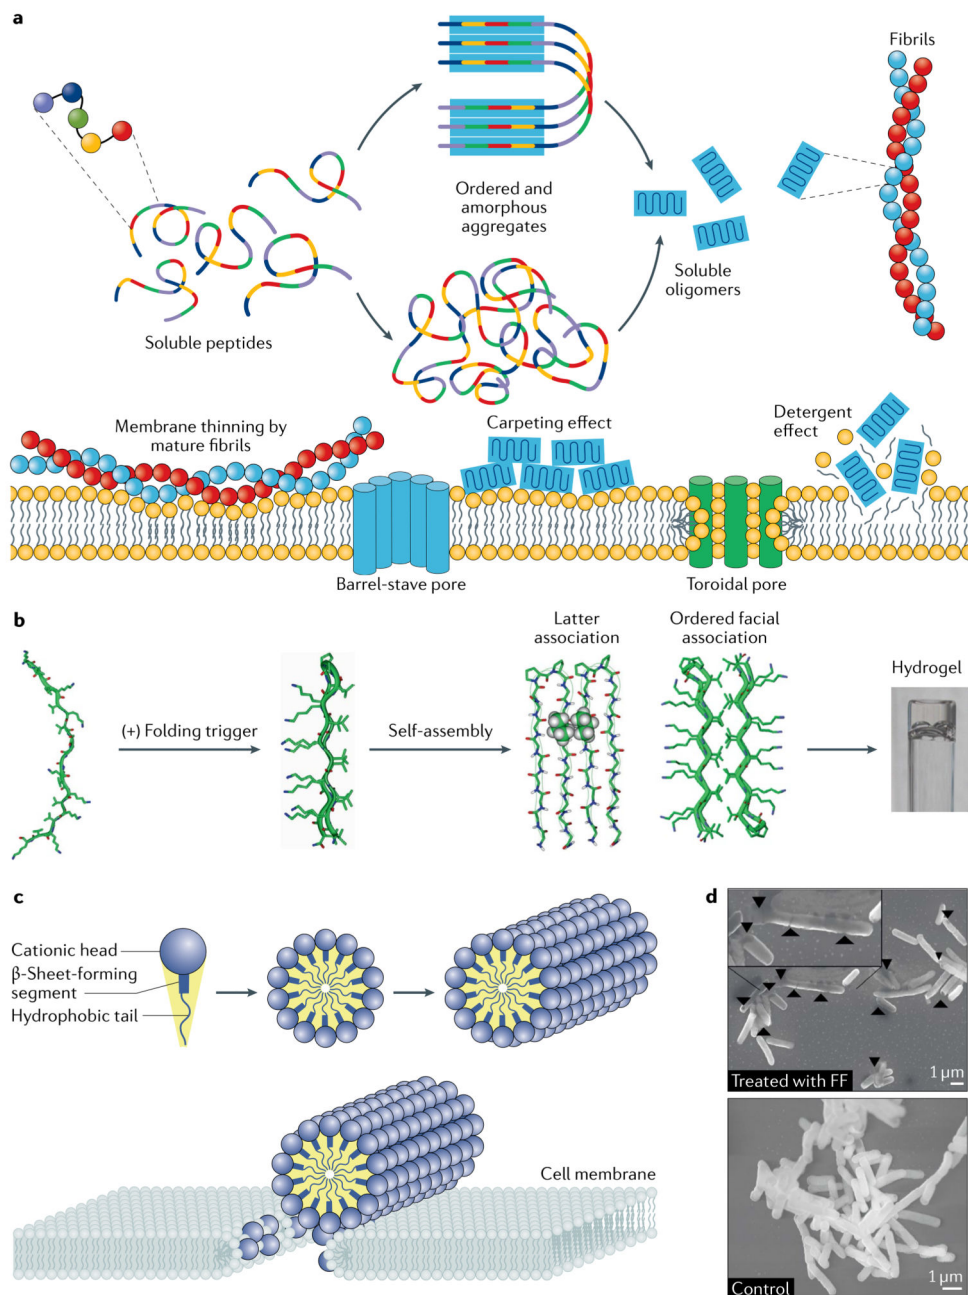 a
Fibrils
Ordered and
amorphous
aggregates
Soluble
oligomers
Soluble peptides
Membrane thinning by
mature fibrils
Carpeting effect
Detergent
effect
Barrel-stave pore
Toroidal pore
b
Latter
association
Ordered facial
association
Hydrogel
(+) Folding trigger
Self-assembly
c
Cationic head
β-Sheet-forming
segment
Hydrophobic tail
Cell membrane
d
Treated with FF
1 µm
Control
1 µm